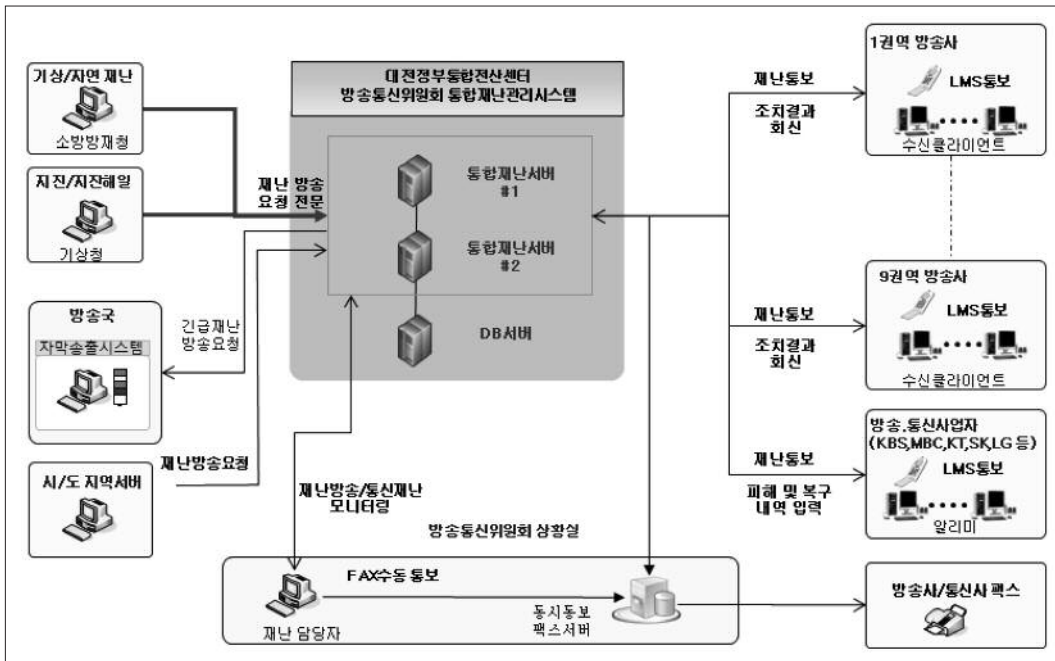 기상/자연 재난
소방방재청
지진/지진해일
기상청
방송국
자막송출시스템
시/도 지역서버
대전정부통합전산센터
방송통신위원회 통합재난관리시스템
통합재난서버
#1
통합재난서버
#2
DB서버
재난 방송
요청 전문
긴급재난
방송요청
재난방송요청
재난방송/통신재난
모니터링
방송통신위원회 상황실
FAX수동 통보
재난 담당자
동시통보
팩스서버
재난통보
조치결과
회신
1권역 방송사
LMS통보
수신클라이언트
재난통보
조치결과
회신
9권역 방송사
LMS통보
수신클라이언트
재난통보
피해 및 복구
내역 입력
방송.통신사업자
(KBS,MBC,KT,SK,LG 등)
LMS통보
알리미
방송사/통신사 팩스